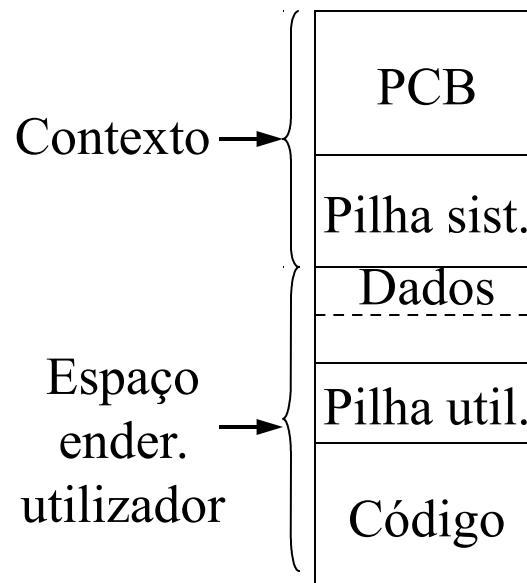 PCB
Contexto
Pilha sist.
Dados
Espaço
ender.
utilizador
Pilha util.
Código